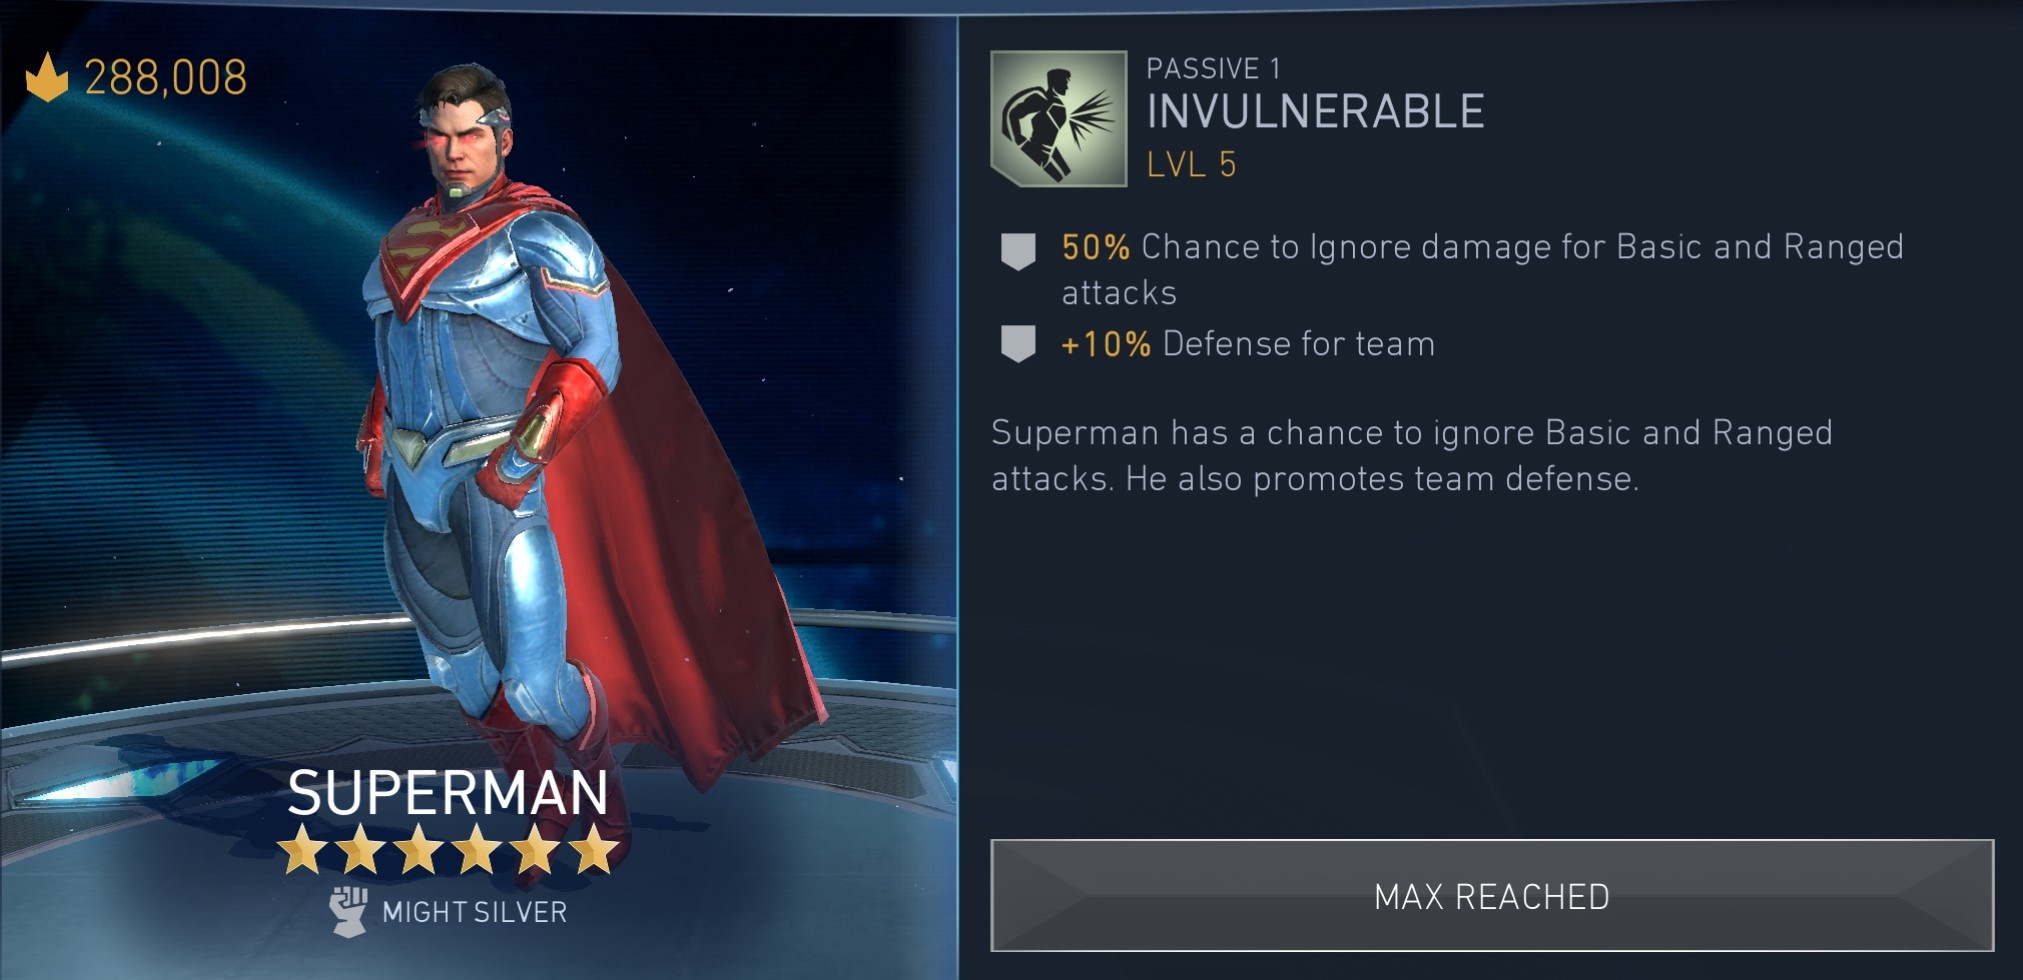 288,008
SUPERMAN
MIGHT SILVER
PASSIVE 1
INVULNERABLE
LVL 5
50% Chance to Ignore damage for Basic and Ranged
attacks
+10% Defense for team
Superman has a chance to ignore Basic and Ranged
attacks. He also promotes team defense.
MAX REACHED